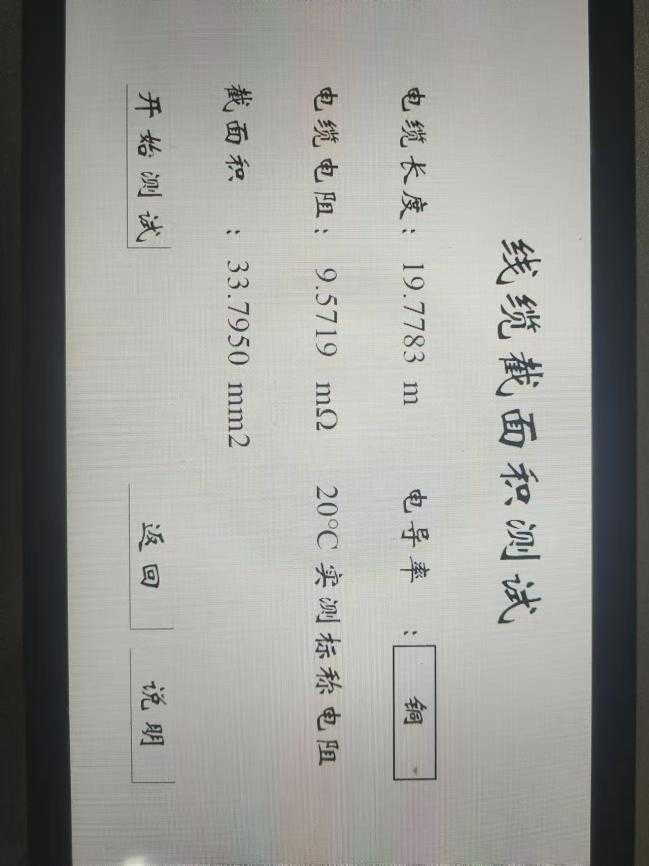 线缆截面积测试
电缆长度： 19.7783 m 电导率 ： 铜
电缆电阻： 9.5719 mΩ 20°C实测标称电阻
截面积 ： 33.7950 mm2
开始测试 返回 说明